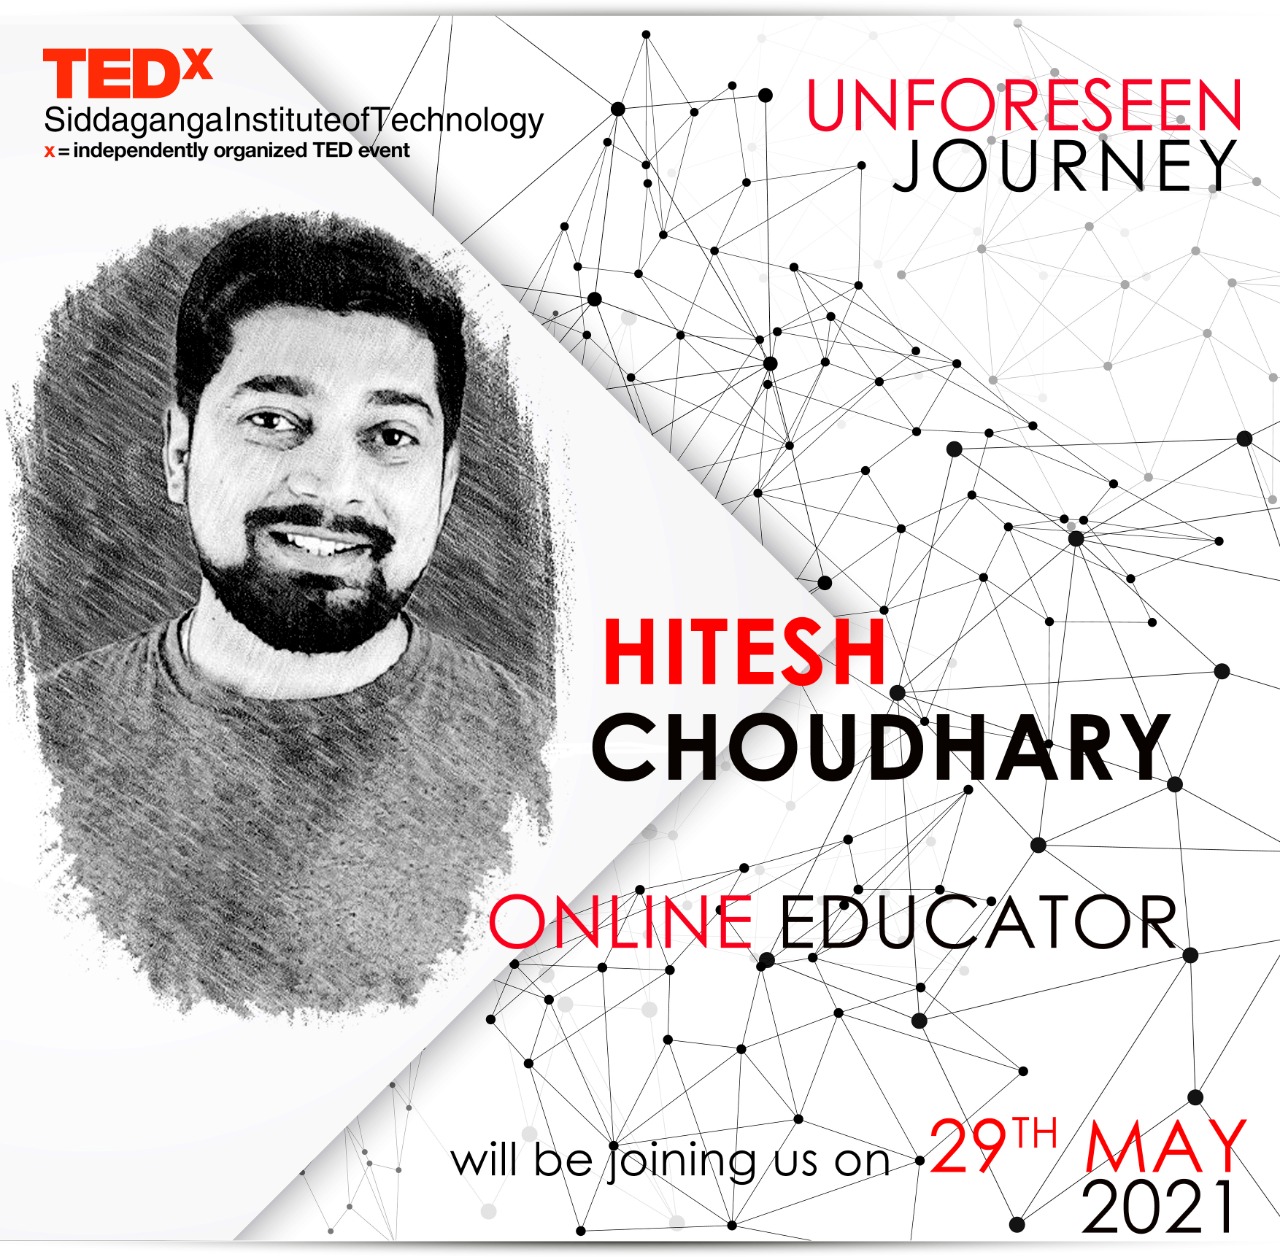 TEDx
SiddagangaInstituteofTechnology
x = independently organized TED event
UNFORESEEN
JOURNEY
HITESH
CHOUDHARY
ONLINE EDUCATOR
will be joining us on 29TH MAY
2021